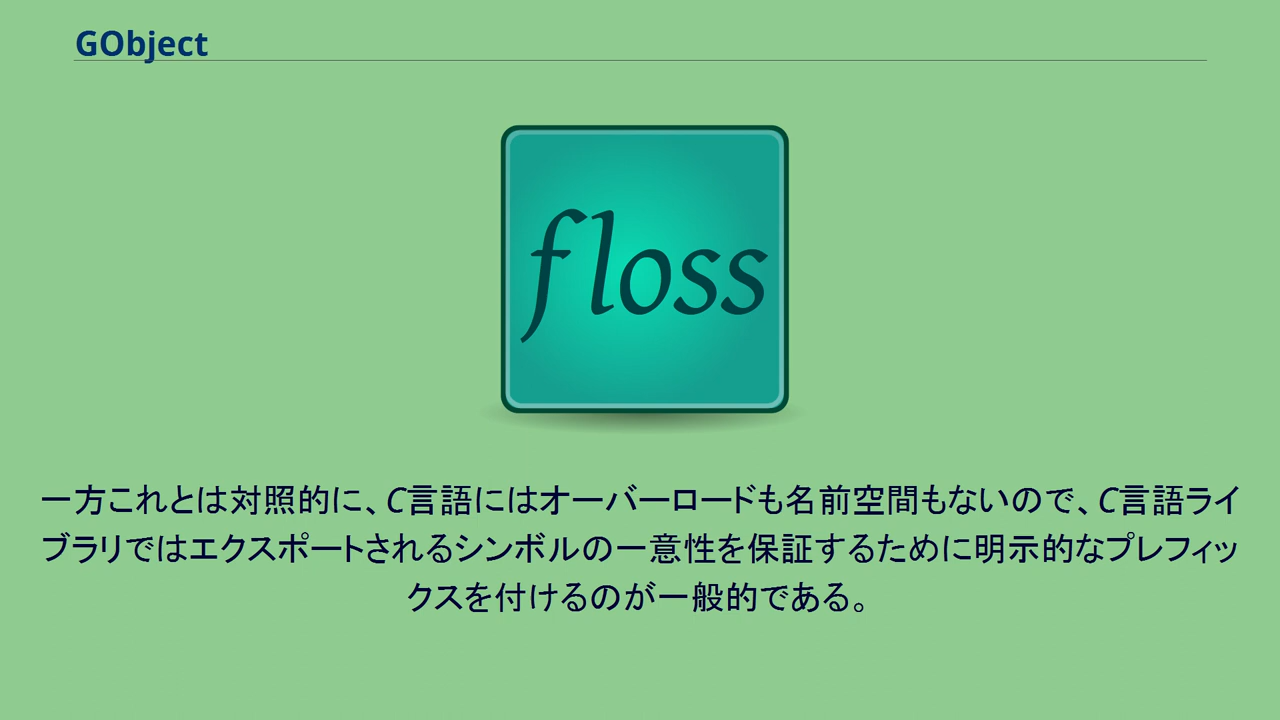 GObject
floss
一方これとは対照的に、C言語にはオーバーロードも名前空間もないので、C言語ライ
ブラリではエクスポートされるシンボルの一意性を保証するために明示的なプレフィッ
クスを付けるのが一般的である。